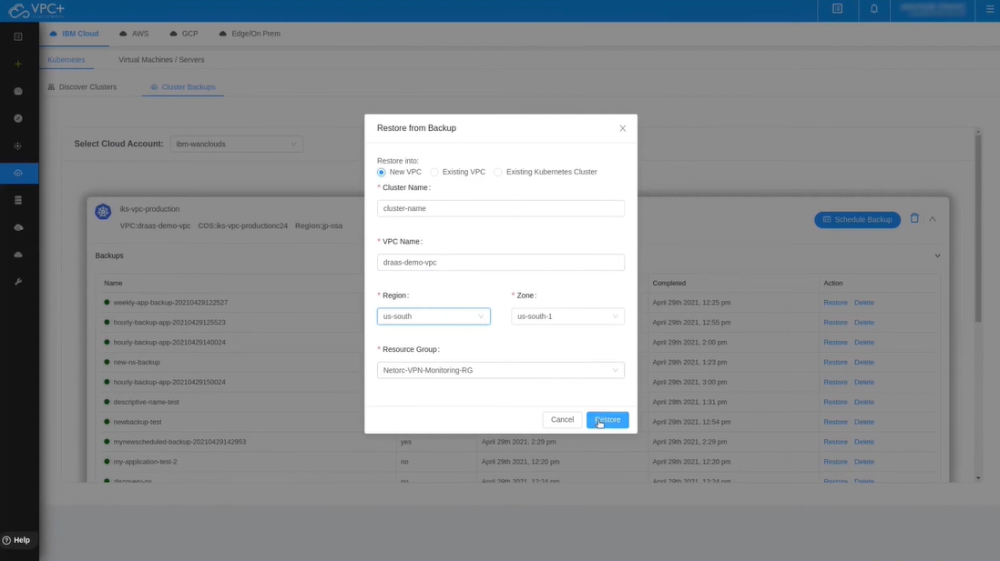 VPC+
IBM Cloud
AWS
GCP
Edge/On Prem
Kubernetes
Virtual Machines / Servers
Discover Clusters
Cluster Backups
Select Cloud Account:
ibm-wanclouds
iks-vpc-production
VPC:draas-demo-vpc COS:iks-vpc-productionc24 Region:jp-osa
Schedule Backup
Backups
Name
Completed
Action
weekly-app-backup-20210429122527
April 29th 2021, 12:25 pm
Restore Delete
hourly-backup-app-20210429125523
April 29th 2021, 12:55 pm
Restore Delete
hourly-backup-app-20210429140024
April 29th 2021, 2:00 pm
Restore Delete
new-ns-backup
April 29th 2021, 1:23 pm
Restore Delete
hourly-backup-app-20210429150024
April 29th 2021, 3:00 pm
Restore Delete
descriptive-name-test
April 29th 2021, 1:31 pm
Restore Delete
newbackup-test
April 29th 2021, 12:54 pm
Restore Delete
mynewscheduled-backup-20210429142953
yes
April 29th 2021, 2:29 pm
April 29th 2021, 2:29 pm
Restore Delete
my-application-test-2
no
April 29th 2021, 12:20 pm
April 29th 2021, 12:20 pm
Restore Delete
discovery-ns
no
April 29th 2021, 12:24 pm
April 29th 2021, 12:24 pm
Restore Delete
Restore from Backup
Restore into:
New VPC
Existing VPC
Existing Kubernetes Cluster
* Cluster Name:
cluster-name
* VPC Name:
draas-demo-vpc
* Region:
* Zone:
us-south
us-south-1
* Resource Group:
Netorc-VPN-Monitoring-RG
Cancel
Restore
Help